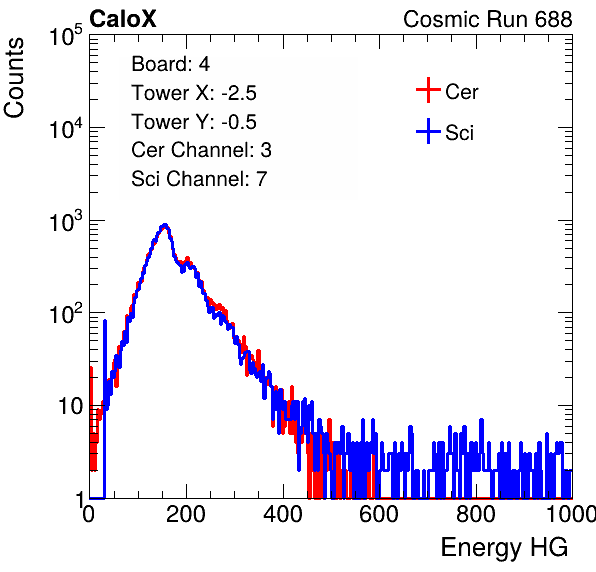 CaloX Cosmic Run 688
Board: 4
Tower X: -2.5
Tower Y: -0.5
Cer Channel: 3
Sci Channel: 7
Cer
Sci
Counts
10^5
10^4
10^3
10^2
10
1
0 200 400 600 800 1000
Energy HG